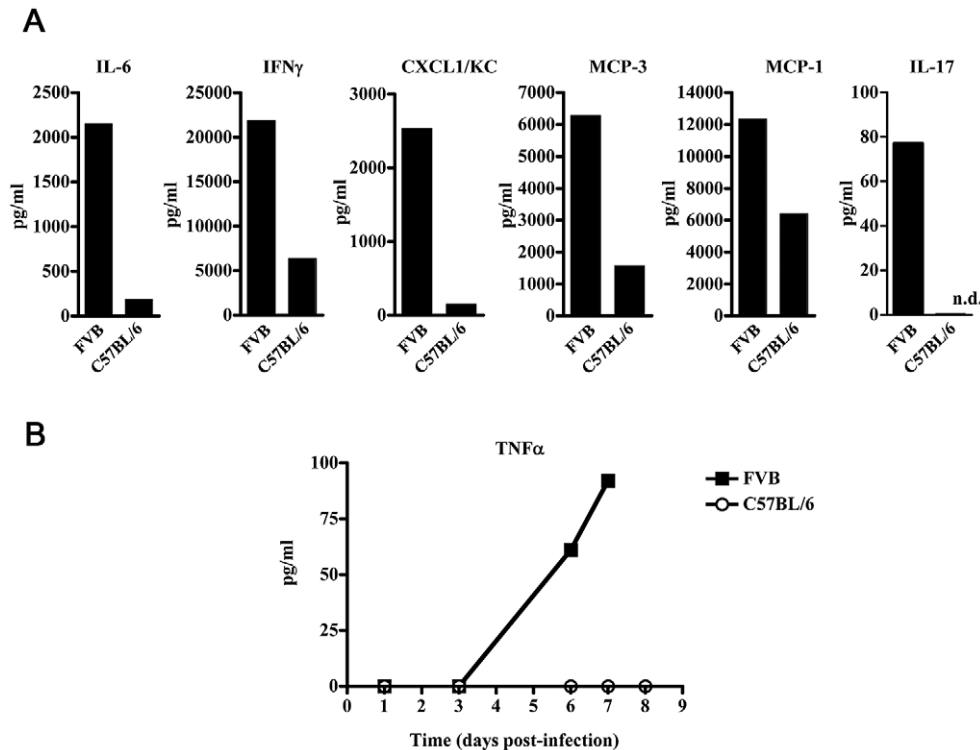 A
IL-6
2500
2000
1500
1000
500
0
pg/ml
FVB
C57BL/6
IFNγ
25000
20000
15000
10000
5000
0
pg/ml
FVB
C57BL/6
CXCL1/KC
3000
2000
1000
0
pg/ml
FVB
C57BL/6
MCP-3
7000
6000
5000
4000
3000
2000
1000
0
pg/ml
FVB
C57BL/6
MCP-1
14000
12000
10000
8000
6000
4000
2000
0
pg/ml
FVB
C57BL/6
IL-17
100
80
60
40
20
0
pg/ml
n.d.
FVB
C57BL/6
B
TNFα
100
75
50
25
0
pg/ml
0 1 2 3 4 5 6 7 8 9
Time (days post-infection)
FVB
C57BL/6